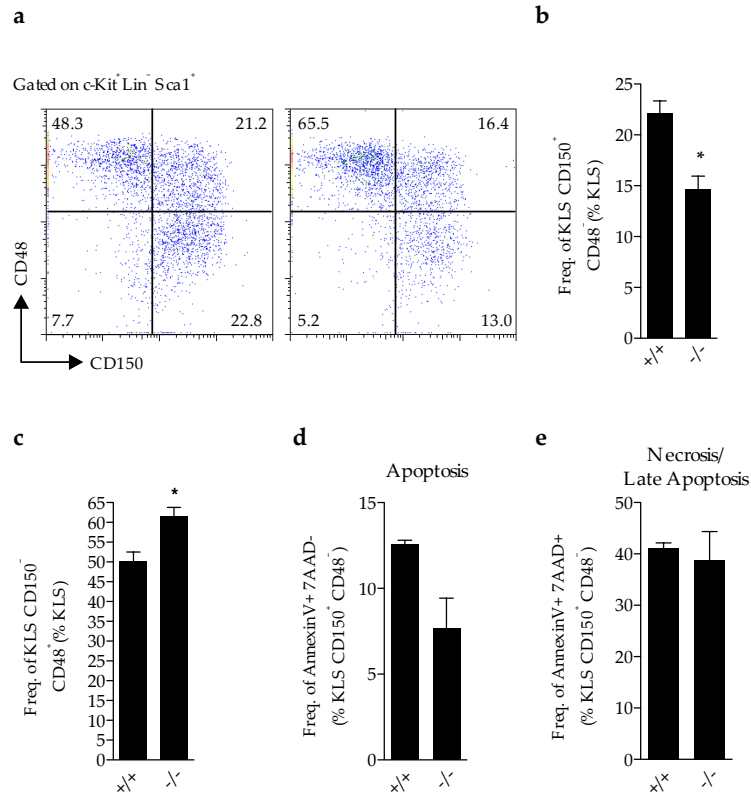 a
Gated on c-Kit⁺Lin⁻Sca1⁺
48.3
21.2
7.7
22.8
65.5
16.4
5.2
13.0
CD48
CD150
b
Freq. of KLS CD150⁺
CD48⁻(% KLS)
25
20
15
10
5
0
*
+/+
-/-
c
Freq. of KLS CD150⁻
CD48⁺(% KLS)
65
60
55
50
45
40
35
30
25
20
15
10
5
0
*
+/+
-/-
d
Apoptosis
Freq. of AnnexinV+ 7AAD-
(% KLS CD150⁺ CD48⁻)
15
10
5
0
+/+
-/-
e
Necrosis/
Late Apoptosis
Freq. of AnnexinV+ 7AAD+
(% KLS CD150⁺ CD48⁻)
50
40
30
20
10
0
+/+
-/-